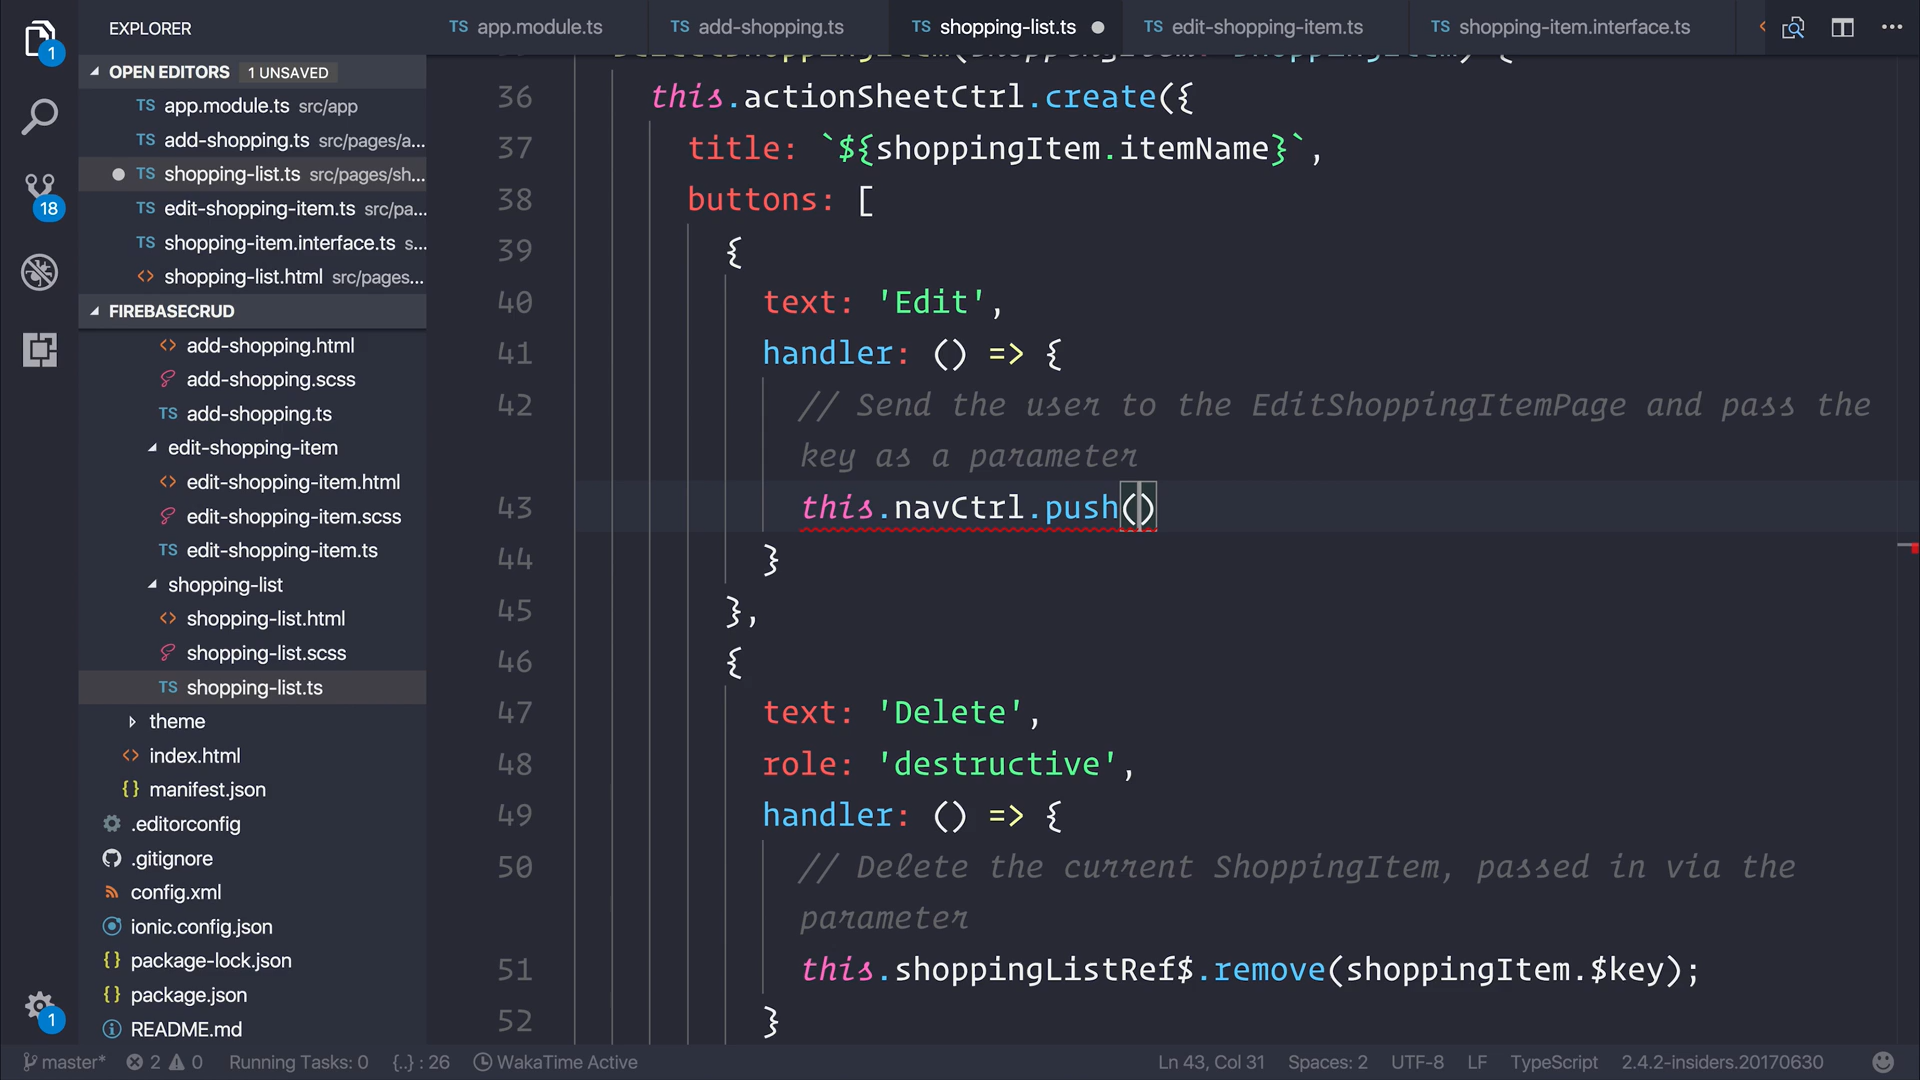 EXPLORER
app.module.ts
add-shopping.ts
shopping-list.ts
edit-shopping-item.ts
shopping-item.interface.ts
1
OPEN EDITORS 1 UNSAVED
TS app.module.ts src/app
TS add-shopping.ts src/pages/a...
TS shopping-list.ts src/pages/sh...
TS edit-shopping-item.ts src/pa...
TS shopping-item.interface.ts s...
<> shopping-list.html src/pages...
18
FIREBASECRUD
<> add-shopping.html
add-shopping.scss
TS add-shopping.ts
edit-shopping-item
<> edit-shopping-item.html
edit-shopping-item.scss
TS edit-shopping-item.ts
shopping-list
<> shopping-list.html
shopping-list.scss
TS shopping-list.ts
theme
<> index.html
{} manifest.json
.editorconfig
.gitignore
config.xml
ionic.config.json
{} package-lock.json
{} package.json
README.md
1
36 this.actionSheetCtrl.create({
37 title: `${shoppingItem.itemName}`,
38 buttons: [
39 {
40 text: 'Edit',
41 handler: () => {
42 // Send the user to the EditShoppingItemPage and pass the
key as a parameter
43 this.navCtrl.push()
44 }
45 },
46 {
47 text: 'Delete',
48 role: 'destructive',
49 handler: () => {
50 // Delete the current ShoppingItem, passed in via the
parameter
51 this.shoppingListRef$.remove(shoppingItem.$key);
52 }
master* 2 0 Running Tasks: 0 {..} : 26 WakaTime Active Ln 43, Col 31 Spaces: 2 UTF-8 LF TypeScript 2.4.2-insiders.20170630